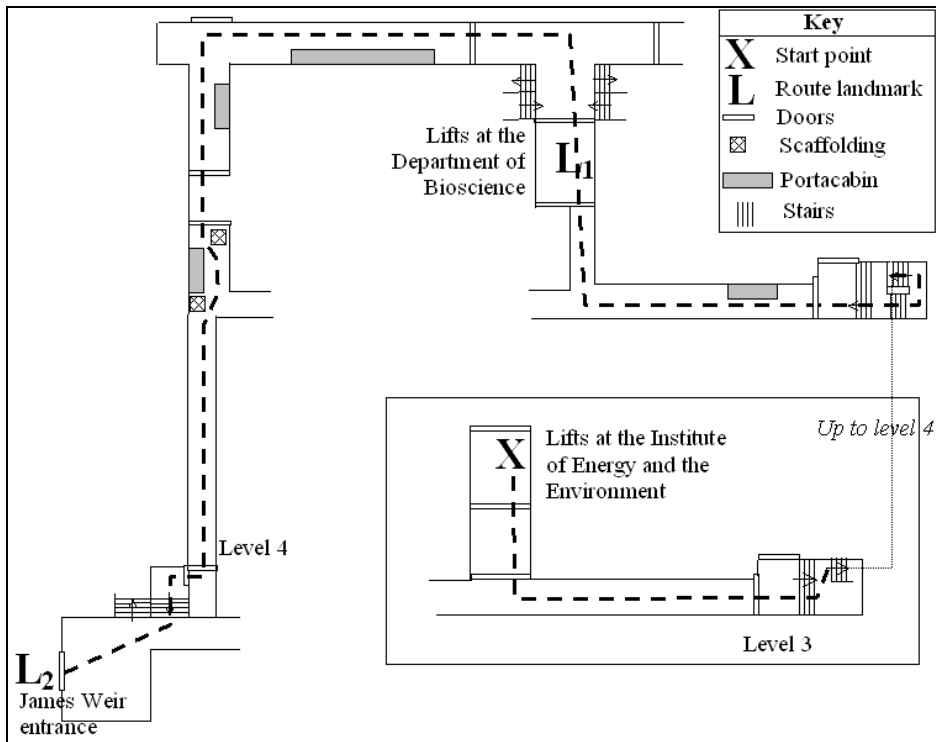 Key
X Start point
L Route landmark
Doors
Scaffolding
Portacabin
Stairs
Lifts at the
Department of
Bioscience
L1
Up to level 4
X
Lifts at the Institute
of Energy and the
Environment
Level 4
Level 3
L2
James Weir
entrance